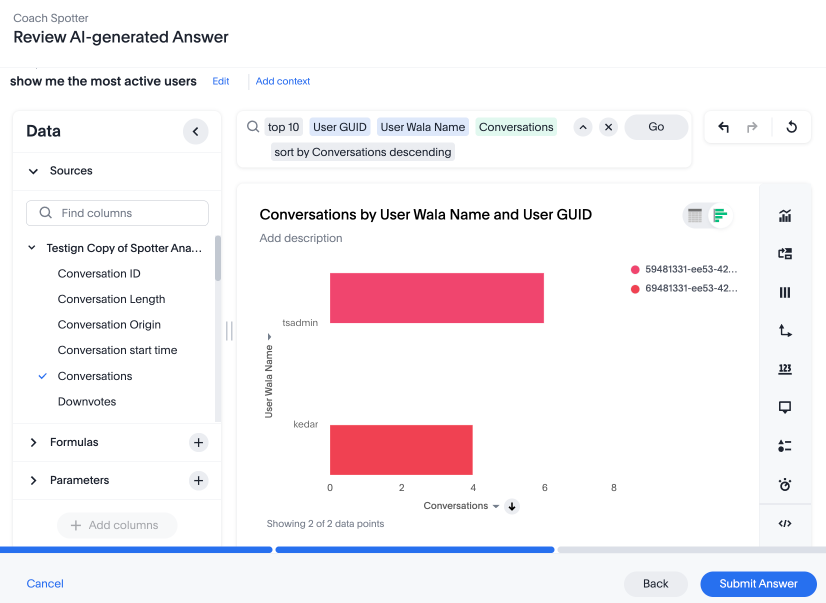 Coach Spotter
Review AI-generated Answer
show me the most active users Edit Add context
Data
Sources
Find columns
Testign Copy of Spotter Ana...
Conversation ID
Conversation Length
Conversation Origin
Conversation start time
Conversations
Downvotes
Formulas
Parameters
Add columns
top 10 User GUID User Wala Name Conversations Go
sort by Conversations descending
Conversations by User Wala Name and User GUID
Add description
59481331-ee53-42...
69481331-ee53-42...
User Wala Name
tsadmin
kedar
0 2 4 6 8
Conversations
Showing 2 of 2 data points
123
Cancel Back Submit Answer